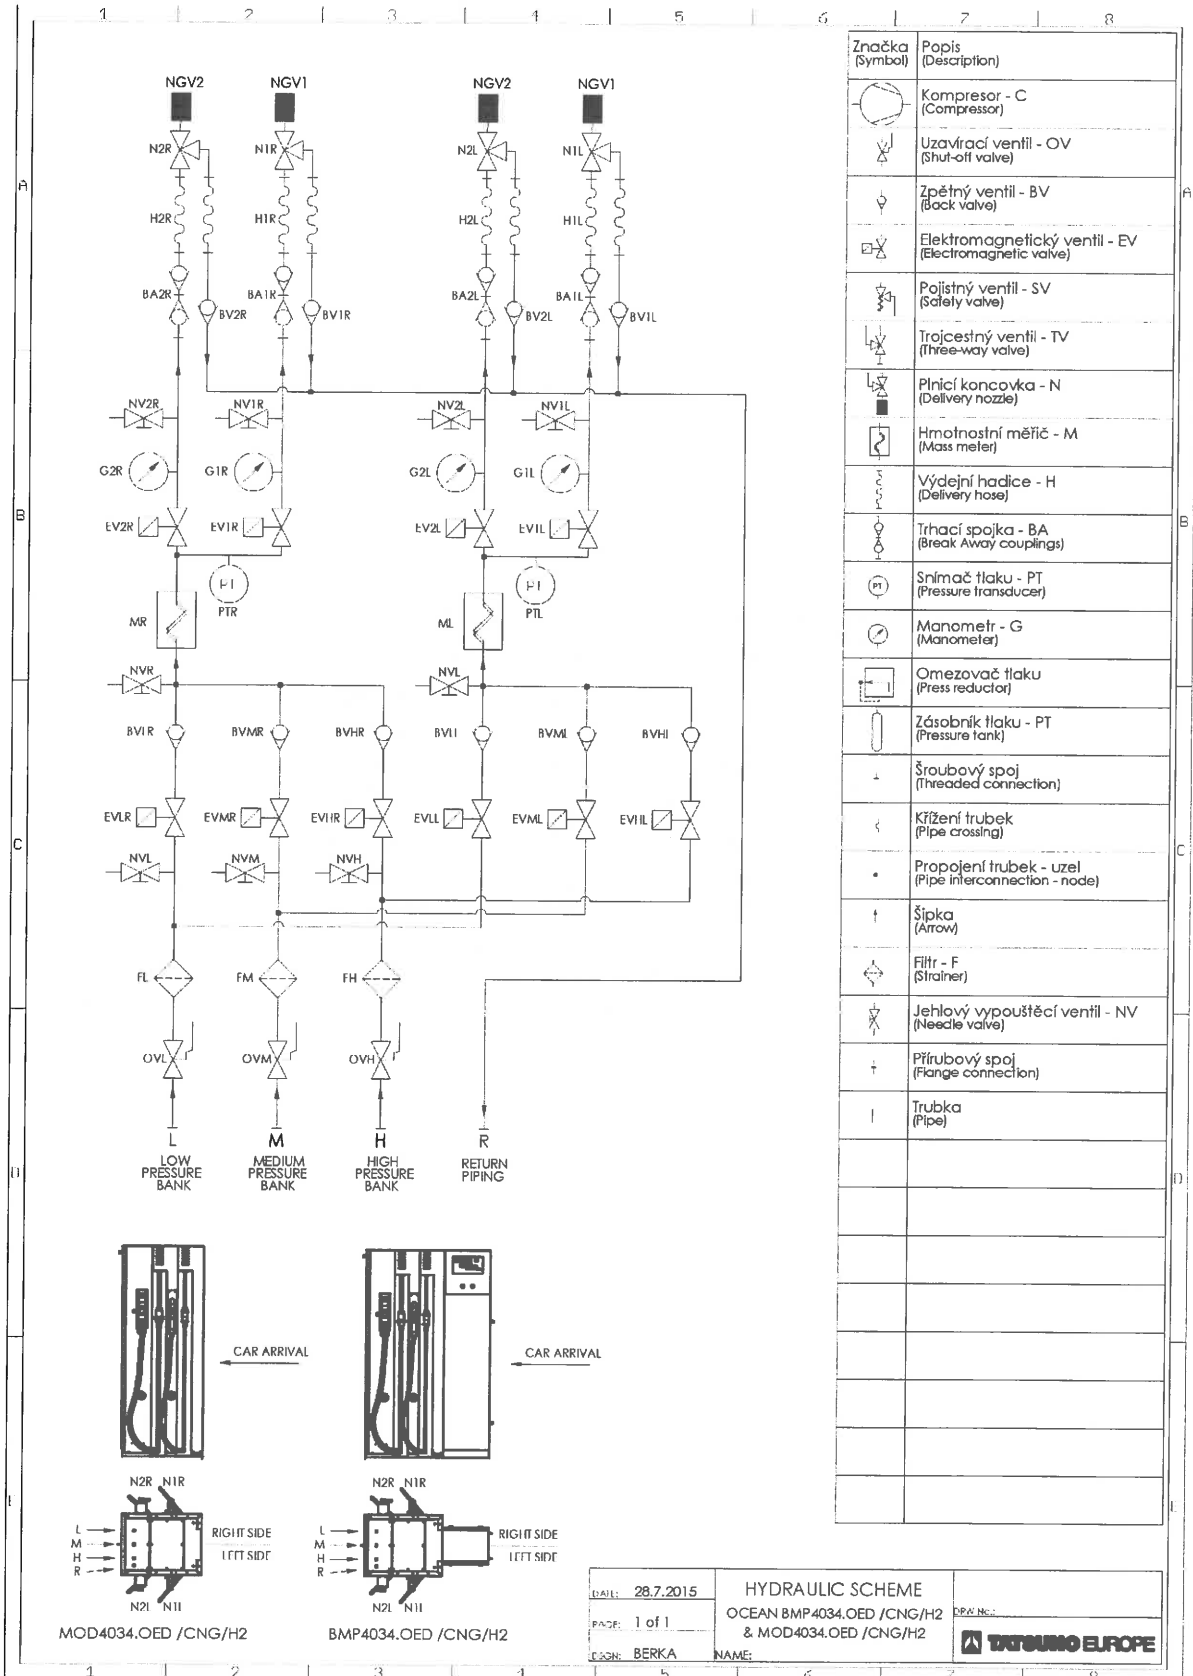 1 2 3 4 5 6 7 8
NGV2 NGV1 NGV2 NGV1
N2R N1R N2L N1L
A A
H2R H1R H2L H1L
BA2R BA1R BA2L BA1L
BV2R BV1R BV2L BV1L
NV2R NV1R NV2L NV1L
G2R G1R G2L G1L
B B
EV2R EV1R EV2L EV1L
PTR PTL
MR ML
NVR NVL
BVMR BVHR
EVLR EVMR EVHR EVLL EVML EVHL
C C
NVL NVM NVH
FL FM FH
OVL OVM OVH
L M H R
LOW
PRESSURE
BANK
MEDIUM
PRESSURE
BANK
HIGH
PRESSURE
BANK
RETURN
PIPING
D D
Značka
(Symbol)
Popis
(Description)
Kompresor - C
(Compressor)
Uzavírací ventil - OV
(Shut-off valve)
Zpětný ventil - BV
(Back valve)
Elektromagnetický ventil - EV
(Electromagnetic valve)
Pojistný ventil - SV
(Safety valve)
Trojcestný ventil - TV
(Three-way valve)
Plnicí koncovka - N
(Delivery nozzle)
Hmotnostní měřič - M
(Mass meter)
Výdejní hadice - H
(Delivery hose)
Trhací spojka - BA
(Break Away couplings)
PT
Snímač tlaku - PT
(Pressure transducer)
Manometr - G
(Manometer)
Omezovač tlaku
(Press reductor)
Zásobník tlaku - PT
(Pressure tank)
Šroubový spoj
(Threaded connection)
Křížení trubek
(Pipe crossing)
Propojení trubek - uzel
(Pipe interconnection - node)
Šipka
(Arrow)
Filtr - F
(Strainer)
Jehlový vypouštěcí ventil - NV
(Needle valve)
Přírubový spoj
(Flange connection)
Trubka
(Pipe)
CAR ARRIVAL
CAR ARRIVAL
N2R N1R
L
M
H
R
RIGHT SIDE
LEFT SIDE
N2L
MOD4034.OED /CNG/H2
N2R N1R
L
M
H
R
RIGHT SIDE
LEFT SIDE
N2L
BMP4034.OED /CNG/H2
DATE: 28.7.2015
PAGE: 1 of 1
DSGN: BERKA
HYDRAULIC SCHEME
OCEAN BMP4034.OED /CNG/H2
& MOD4034.OED /CNG/H2
NAME:
DRW No.:
TATSUNO EUROPE
1 2 3 4 5 6 7